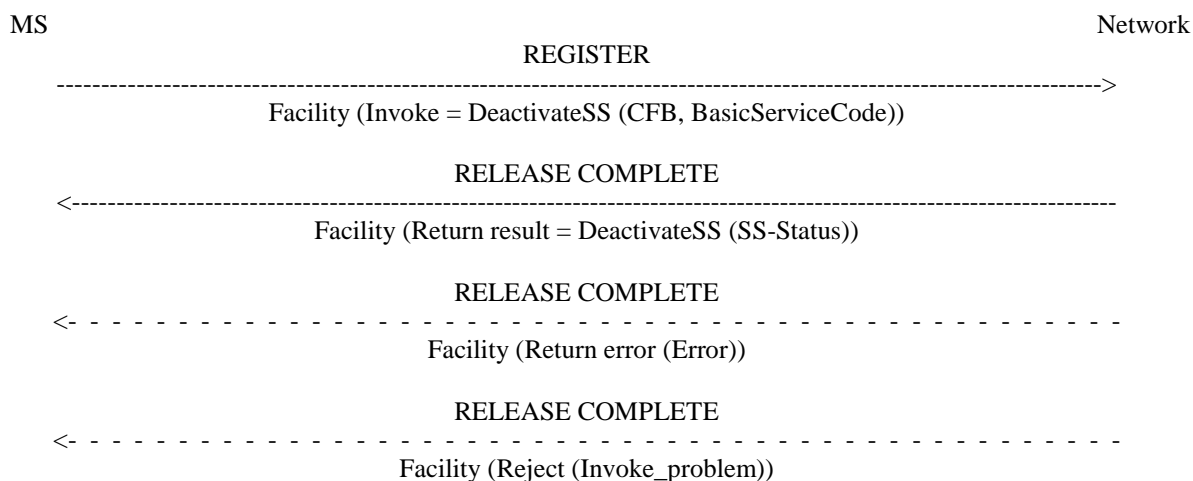 MS Network
REGISTER
Facility (Invoke = DeactivateSS (CFB, BasicServiceCode))
RELEASE COMPLETE
Facility (Return result = DeactivateSS (SS-Status))
RELEASE COMPLETE
Facility (Return error (Error))
RELEASE COMPLETE
Facility (Reject (Invoke_problem))